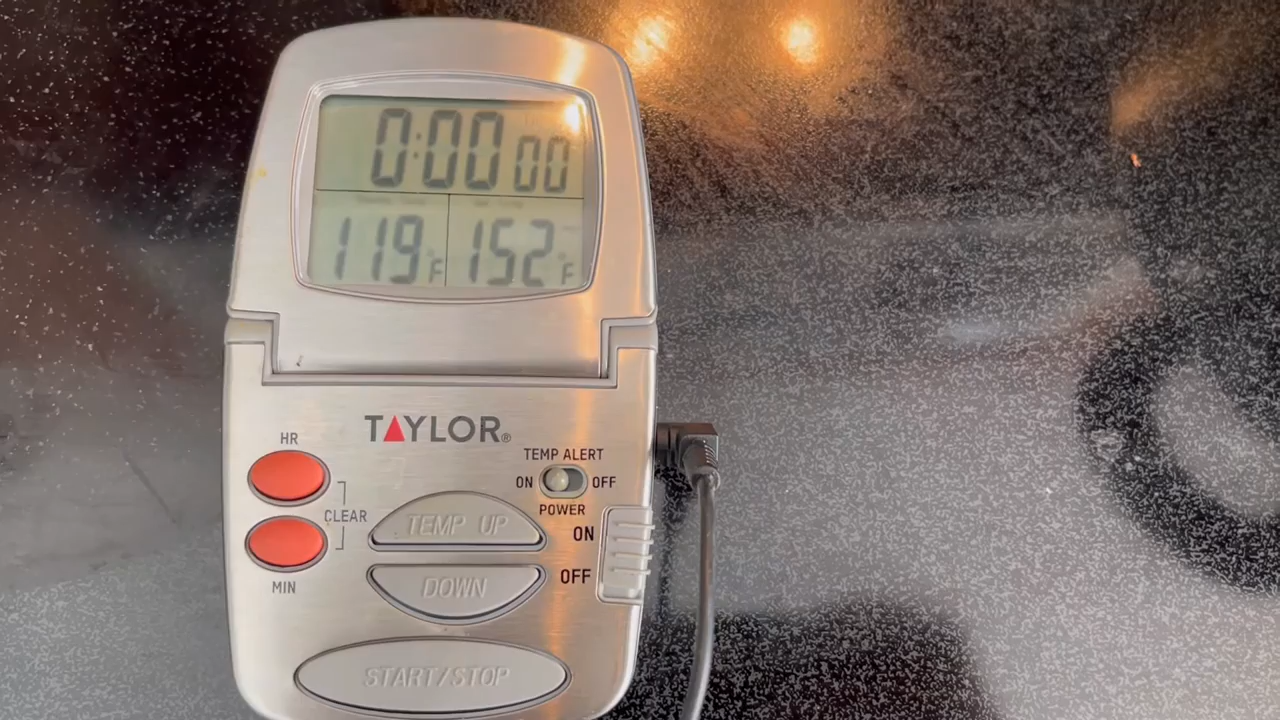 0:00 00
119°F 152°F
TAYLOR®
HR
TEMP ALERT
ON OFF
CLEAR
POWER
TEMP UP
ON
MIN
DOWN
OFF
START/STOP